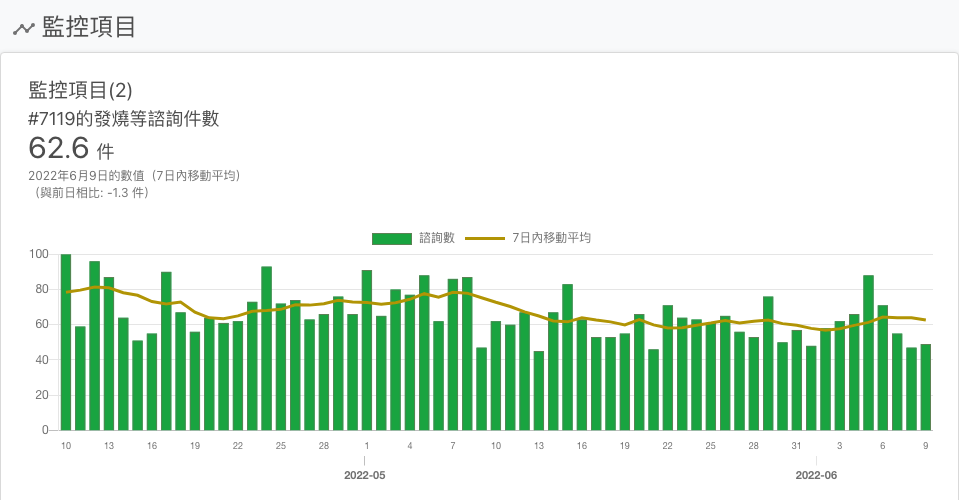 監控項目
監控項目(2)
#7119的發燒等諮詢件數
62.6 件
2022年6月9日的數值（7日內移動平均）
（與前日相比: -1.3 件）
諮詢數 7日內移動平均
100
80
60
40
20
0
10 13 16 19 22 25 28 1 4 7 10 13 16 19 22 25 28 31 3 6 9
2022-05 2022-06